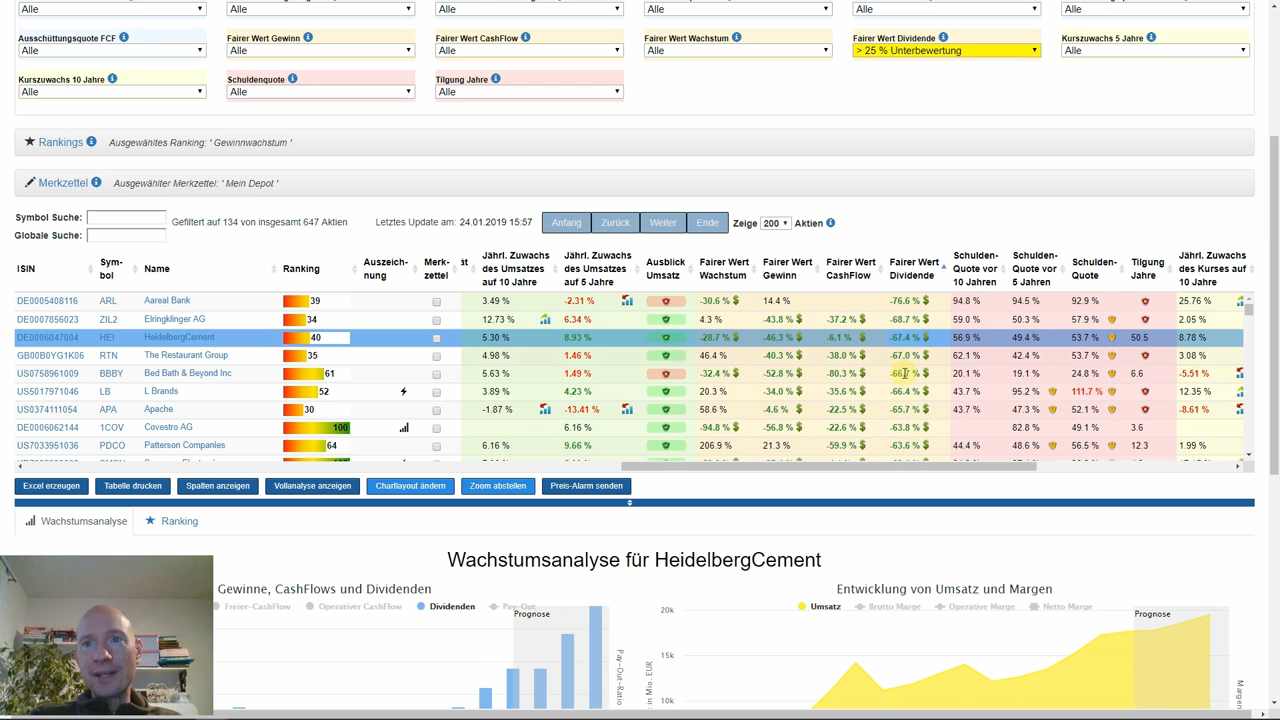 Alle Alle Alle Alle Alle Alle
Ausschüttungsquote FCF Fairer Wert Gewinn Fairer Wert CashFlow Fairer Wert Wachstum Fairer Wert Dividende Kurszuwachs 5 Jahre
Alle Alle Alle Alle > 25 % Unterbewertung Alle
Kurszuwachs 10 Jahre Schuldenquote Tilgung Jahre
Alle Alle Alle
Rankings Ausgewähltes Ranking: ' Gewinnwachstum '
Merkzettel Ausgewählter Merkzettel: ' Mein Depot '
Symbol Suche: Gefiltert auf 134 von insgesamt 647 Aktien Letztes Update am: 24.01.2019 15:57 Anfang Zurück Weiter Ende Zeige 200 Aktien
Globale Suche:
ISIN Sym-bol Name Ranking Auszeich-nung Merk-zettel Jährl. Zuwachs des Umsatzes auf 10 Jahre Jährl. Zuwachs des Umsatzes auf 5 Jahre Ausblick Umsatz Fairer Wert Wachstum Fairer Wert Gewinn Fairer Wert CashFlow Fairer Wert Dividende Schulden-Quote vor 10 Jahren Schulden-Quote vor 5 Jahren Schulden-Quote Tilgung Jahre Jährl. Zuwachs des Kurses auf 10 Jahre
DE0005408116 ARL Aareal Bank 39 3.49 % -2.31 % -30.6 % $ 14.4 % -76.6 % $ 94.8 % 94.5 % 92.9 % 25.76 %
DE0007856023 ZIL2 Elringklinger AG 34 12.73 % 6.34 % 4.3 % -43.8 % $ -37.2 % $ -68.7 % $ 59.0 % 50.3 % 57.9 % 2.05 %
DE0006047004 HEI HeidelbergCement 40 5.30 % 8.93 % -28.7 % $ -46.3 % $ -6.1 % $ -67.4 % $ 56.9 % 49.4 % 53.7 % 50.5 8.78 %
GB00B0YG1K06 RTN The Restaurant Group 35 4.98 % 1.46 % 46.4 % -40.3 % $ -38.0 % $ -67.0 % $ 62.1 % 42.4 % 53.7 % 3.08 %
US0758961009 BBBY Bed Bath & Beyond Inc 61 5.63 % 1.49 % -32.4 % $ -52.8 % $ -80.3 % $ % $ 20.1 % 19.1 % 24.8 % 6.6 -5.51 %
US5017971046 LB L Brands 52 3.89 % 4.23 % 20.3 % -34.0 % $ -35.6 % $ -66.4 % $ 43.7 % 95.2 % 111.7 % 12.35 %
US0374111054 APA Apache 30 -1.87 % -13.41 % 58.6 % -4.6 % $ -22.5 % $ -65.7 % $ 43.7 % 47.3 % 52.1 % -8.61 %
DE0006062144 1COV Covestro AG 100 -94.8 % $ -56.8 % $ -22.6 % $ -63.8 % $ 82.8 % 49.1 % 3.6
US7033951036 PDCO Patterson Companies 64 6.16 % 9.66 % 206.9 % 21.3 % -59.9 % $ -63.6 % $ 44.4 % 48.6 % 56.5 % 12.3 1.99 %
Excel erzeugen Tabelle drucken Spalten anzeigen Vollanalyse anzeigen Chartlayout ändern Zoom abstellen Preis-Alarm senden
Wachstumsanalyse Ranking
Wachstumsanalyse für HeidelbergCement
Gewinne, CashFlows und Dividenden Entwicklung von Umsatz und Margen
Freier-CashFlow Operativer CashFlow Dividenden Pay-Out Umsatz Brutto Marge Operative Marge Netto Marge
Prognose 20k Prognose
Pay-Out-Ratio 15k
in Mio. EUR
10k